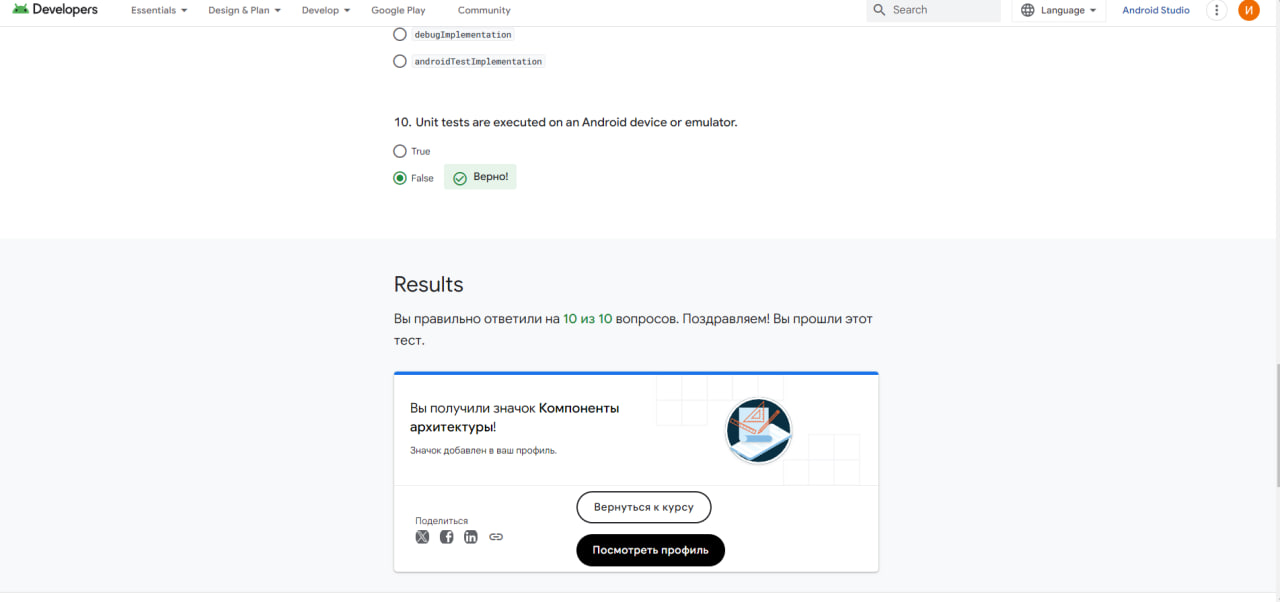 Developers Essentials Design & Plan Develop Google Play Community Search Language Android Studio И
debugImplementation
androidTestImplementation
10. Unit tests are executed on an Android device or emulator.
True
False Верно!
Results
Вы правильно ответили на 10 из 10 вопросов. Поздравляем! Вы прошли этот
тест.
Вы получили значок Компоненты
архитектуры!
Значок добавлен в ваш профиль.
Вернуться к курсу
Поделиться
Посмотреть профиль